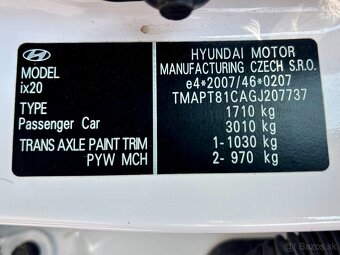 HYUNDAI MOTOR
MANUFACTURING CZECH S.R.O.
e4*2007/46*0207
TMAPT81CAGJ207737
1710 kg
3010 kg
1-1030 kg
2- 970 kg
MODEL
ix20
TYPE
Passenger Car
TRANS AXLE PAINT TRIM
PYW MCH
Bazos.sk